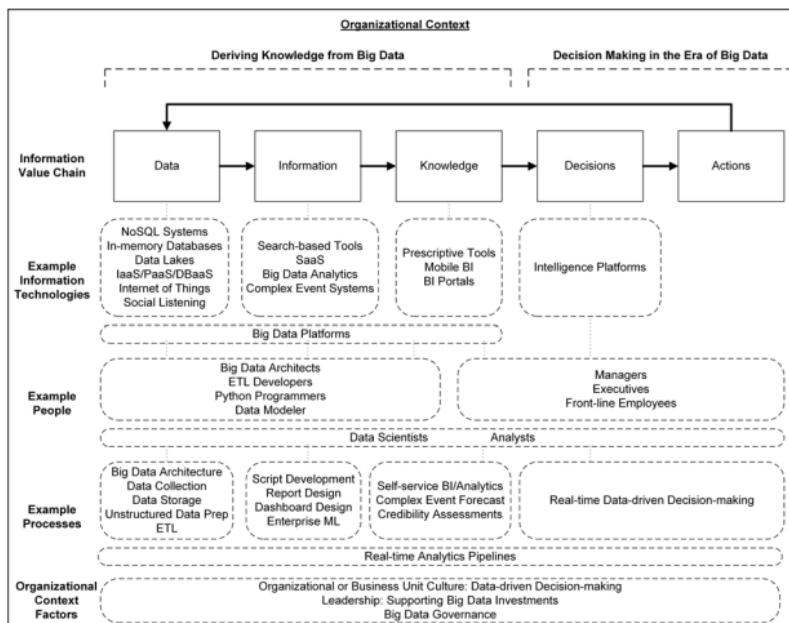 Organizational Context
Deriving Knowledge from Big Data
Decision Making in the Era of Big Data
Information
Value Chain
Data
Information
Knowledge
Decisions
Actions
Example
Information
Technologies
NoSQL Systems
In-memory Databases
Data Lakes
IaaS/PaaS/DBaaS
Internet of Things
Social Listening
Search-based Tools
SaaS
Big Data Analytics
Complex Event Systems
Prescriptive Tools
Mobile BI
BI Portals
Intelligence Platforms
Big Data Platforms
Example
People
Big Data Architects
ETL Developers
Python Programmers
Data Modeler
Managers
Executives
Front-line Employees
Data Scientists
Analysts
Example
Processes
Big Data Architecture
Data Collection
Data Storage
Unstructured Data Prep
ETL
Script Development
Report Design
Dashboard Design
Enterprise ML
Self-service BI/Analytics
Complex Event Forecast
Credibility Assessments
Real-time Data-driven Decision-making
Real-time Analytics Pipelines
Organizational
Context
Factors
Organizational or Business Unit Culture: Data-driven Decision-making
Leadership: Supporting Big Data Investments
Big Data Governance